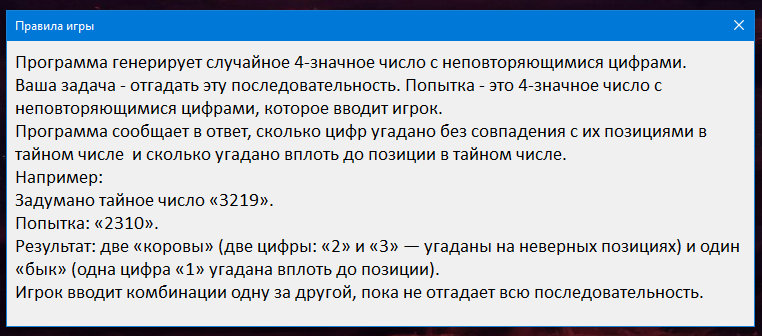 Правила игры
Программа генерирует случайное 4-значное число с неповторяющимися цифрами.
Ваша задача - отгадать эту последовательность. Попытка - это 4-значное число с
неповторяющимися цифрами, которое вводит игрок.
Программа сообщает в ответ, сколько цифр угадано без совпадения с их позициями в
тайном числе  и сколько угадано вплоть до позиции в тайном числе.
Например:
Задумано тайное число «3219».
Попытка: «2310».
Результат: две «коровы» (две цифры: «2» и «3» — угаданы на неверных позициях) и один
«бык» (одна цифра «1» угадана вплоть до позиции).
Игрок вводит комбинации одну за другой, пока не отгадает всю последовательность.